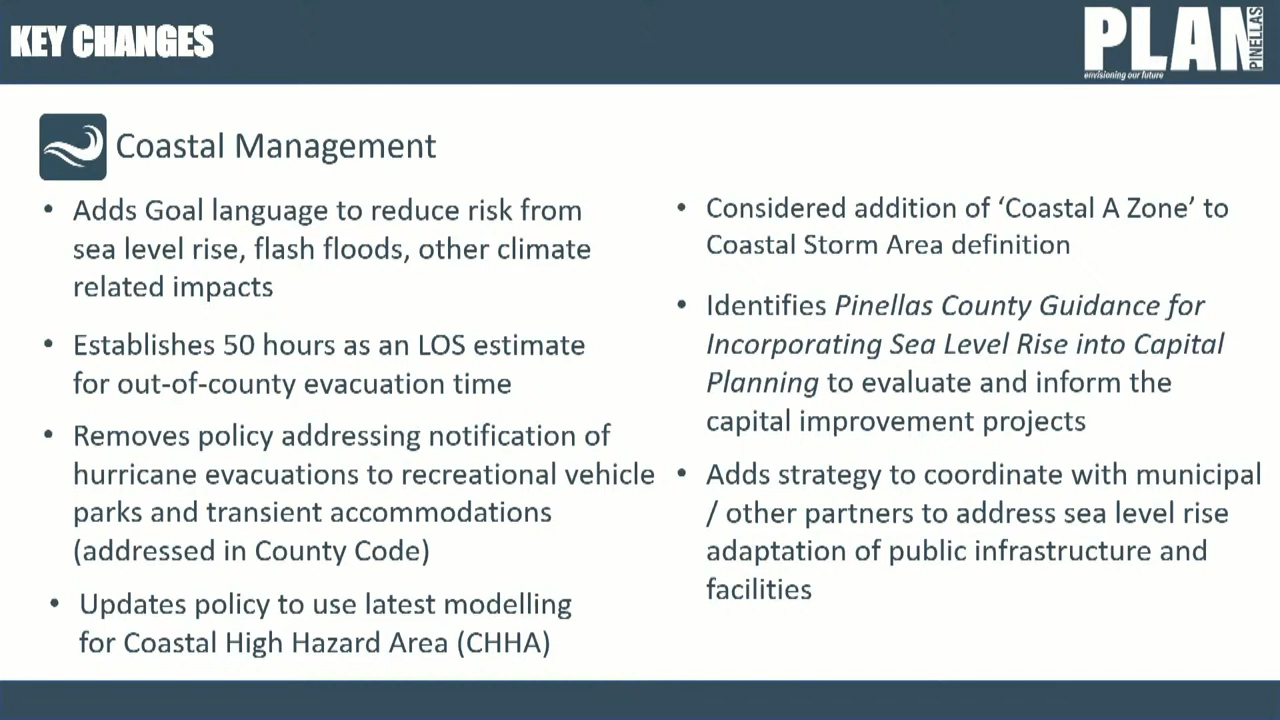 KEY CHANGES
PLAN
PINELLAS
envisioning our future
Coastal Management
• Adds Goal language to reduce risk from
sea level rise, flash floods, other climate
related impacts
• Establishes 50 hours as an LOS estimate
for out-of-county evacuation time
• Removes policy addressing notification of
hurricane evacuations to recreational vehicle
parks and transient accommodations
(addressed in County Code)
• Updates policy to use latest modelling
for Coastal High Hazard Area (CHHA)
• Considered addition of ‘Coastal A Zone’ to
Coastal Storm Area definition
• Identifies Pinellas County Guidance for
Incorporating Sea Level Rise into Capital
Planning to evaluate and inform the
capital improvement projects
• Adds strategy to coordinate with municipal
/ other partners to address sea level rise
adaptation of public infrastructure and
facilities